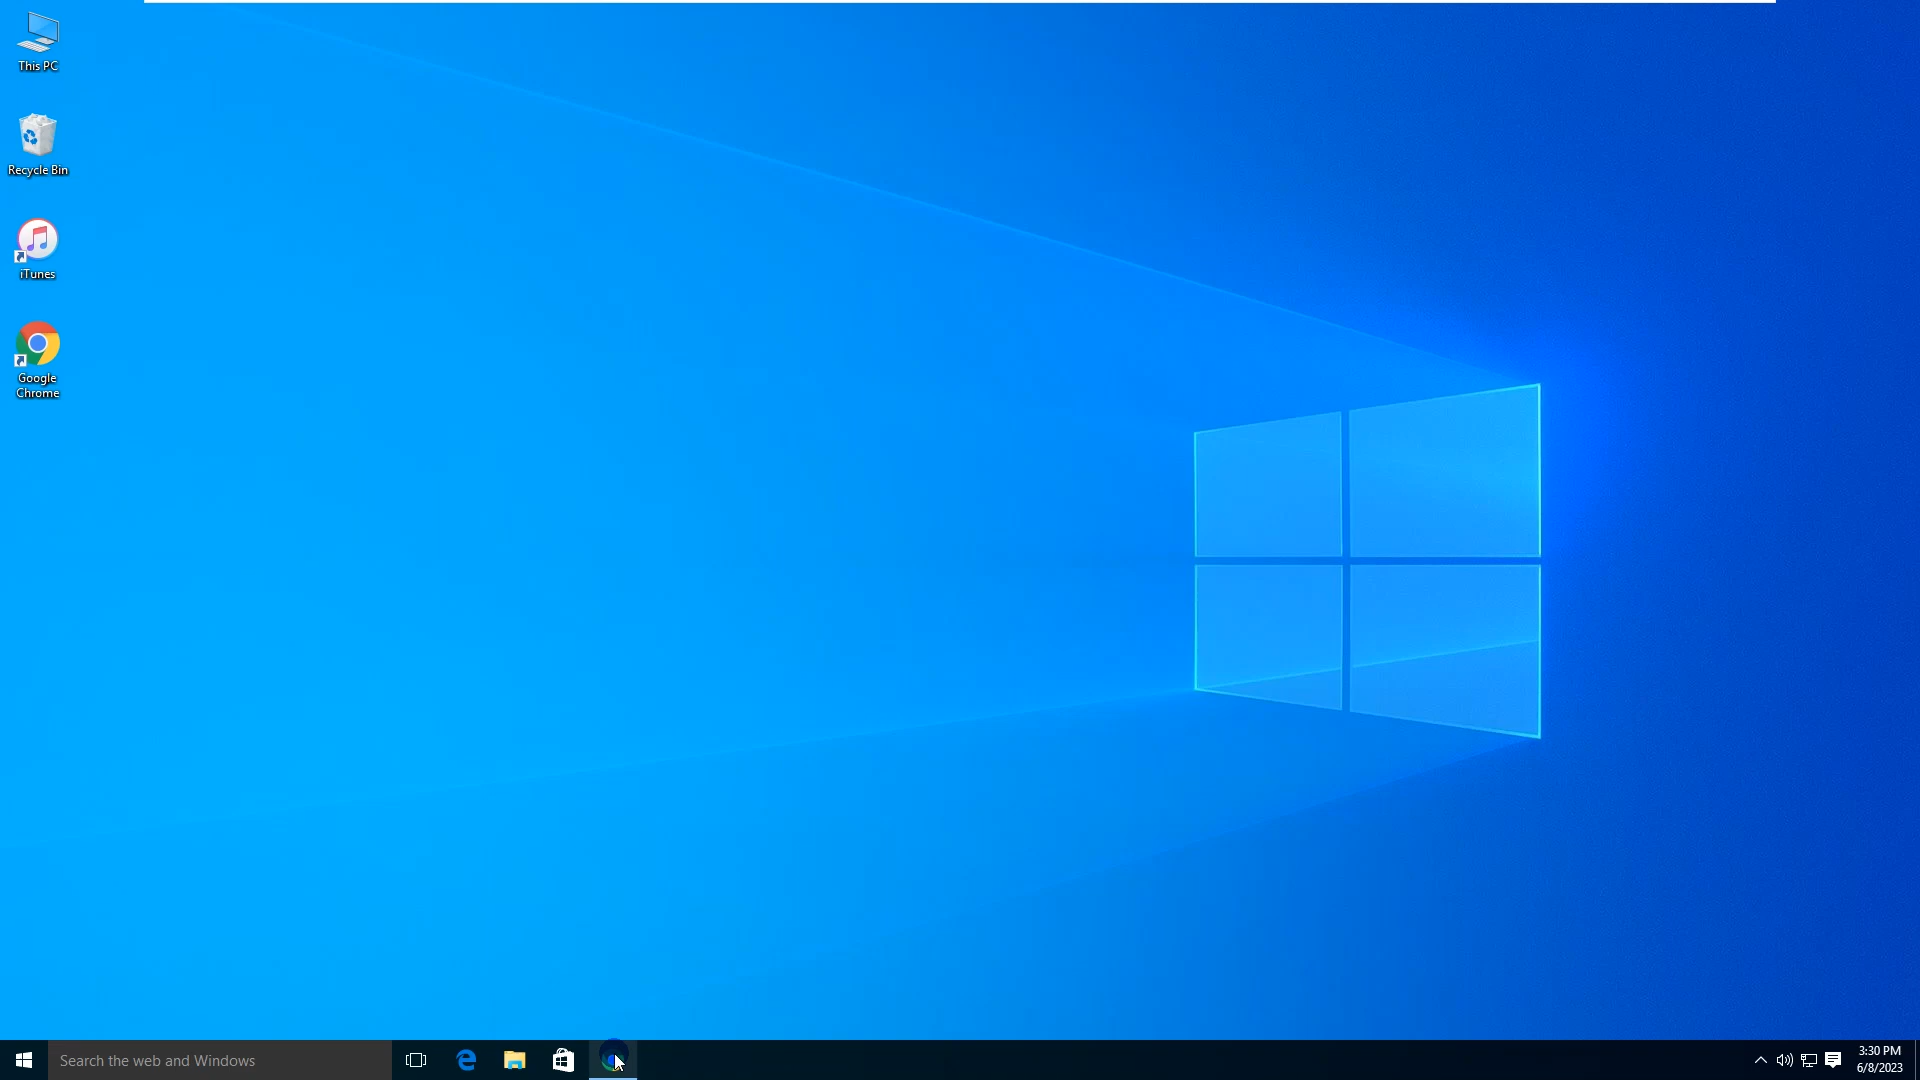 This PC
Recycle Bin
iTunes
Google
Chrome
Search the web and Windows
3:30 PM
6/8/2023